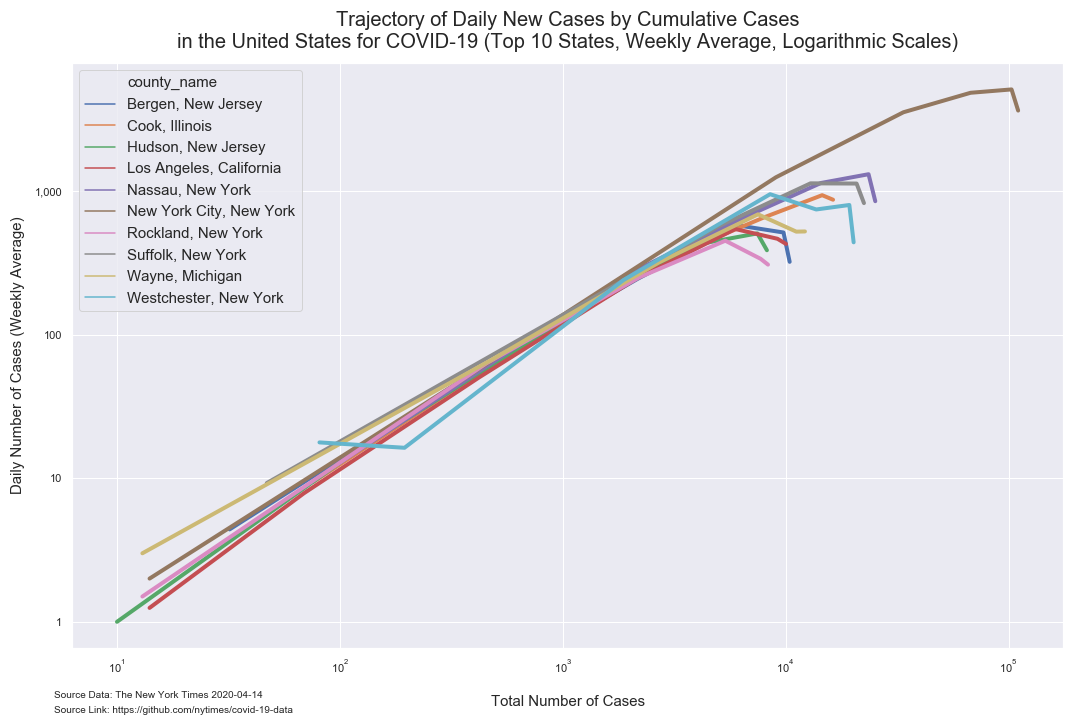 Trajectory of Daily New Cases by Cumulative Cases
in the United States for COVID-19 (Top 10 States, Weekly Average, Logarithmic Scales)
county_name
Bergen, New Jersey
Cook, Illinois
Hudson, New Jersey
Los Angeles, California
Nassau, New York
New York City, New York
Rockland, New York
Suffolk, New York
Wayne, Michigan
Westchester, New York
Daily Number of Cases (Weekly Average)
1,000
100
10
1
10¹ 10² 10³ 10⁴ 10⁵
Total Number of Cases
Source Data: The New York Times 2020-04-14
Source Link: https://github.com/nytimes/covid-19-data